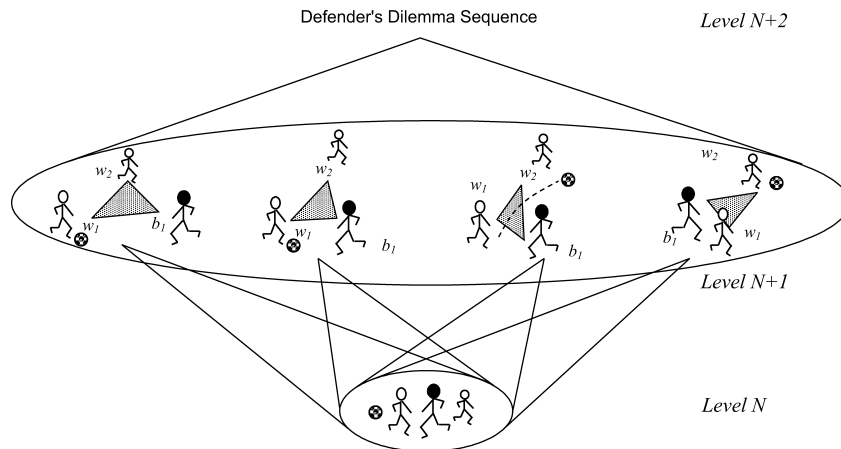 Defender's Dilemma Sequence
Level N+2
w2
w1
b1
w2
w1
b1
w1
w2
b1
w2
b1
w1
Level N+1
Level N